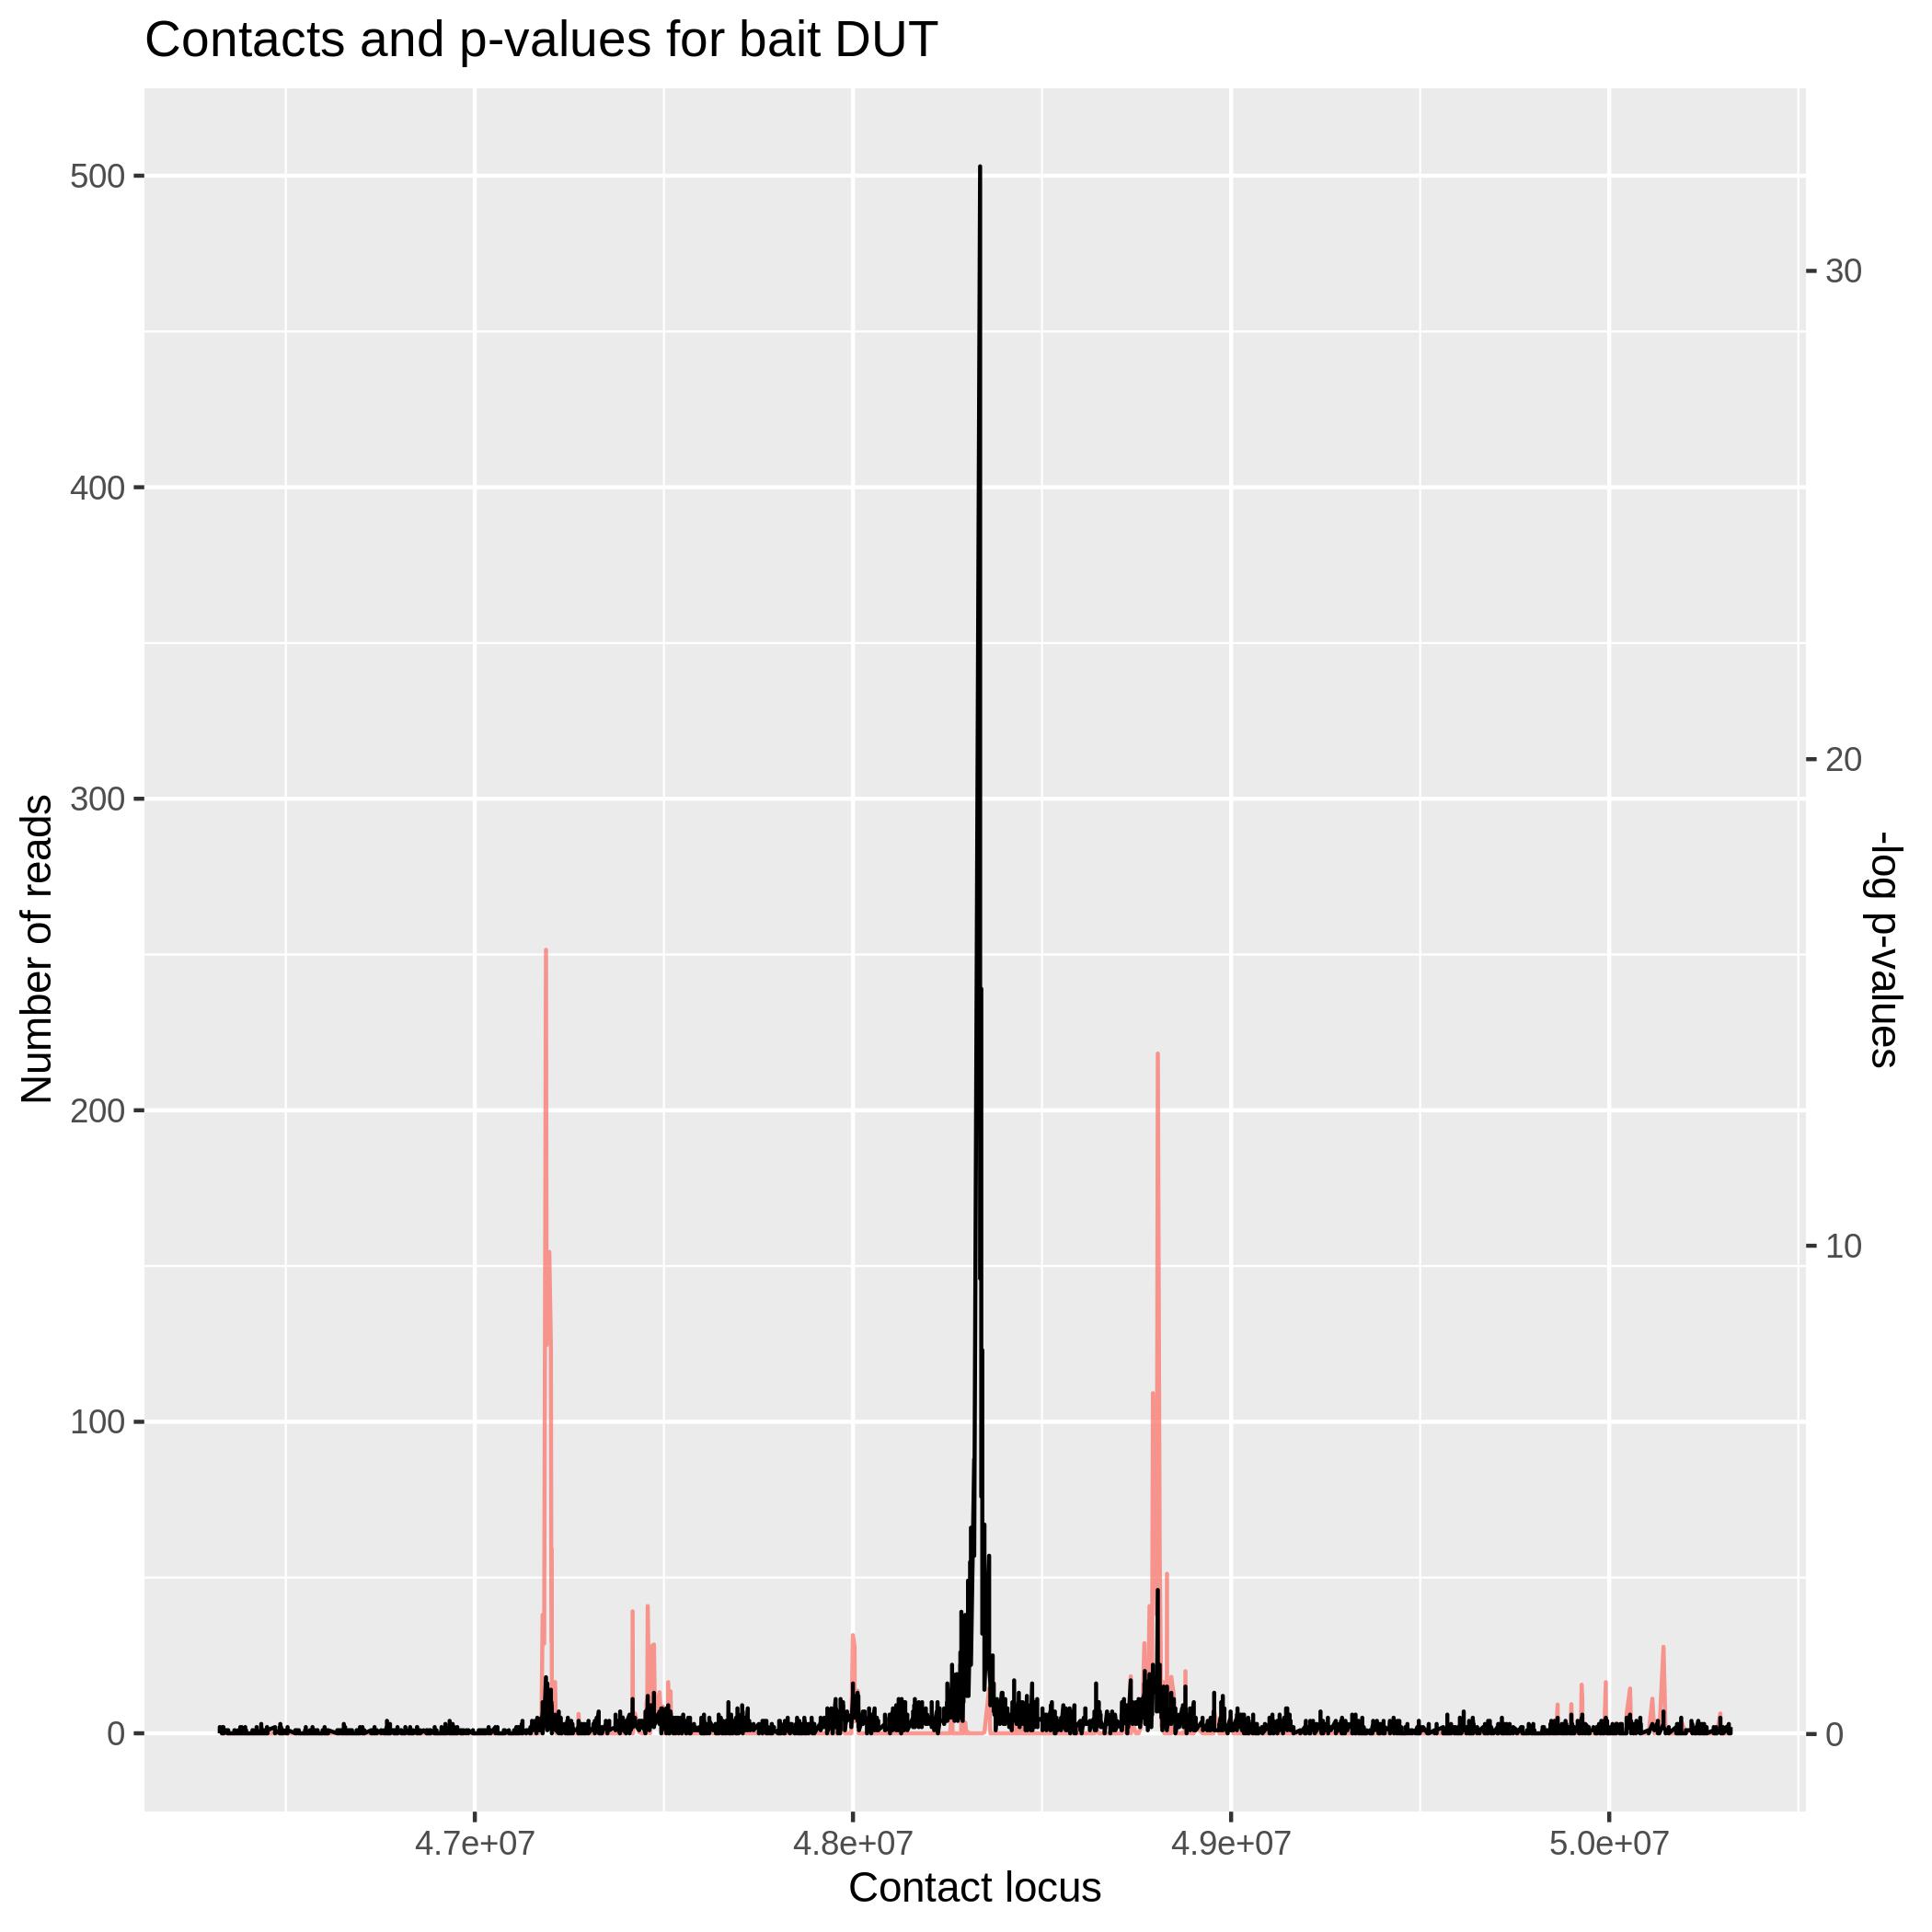 Contacts and p-values for bait DUT
Number of reads
500
400
300
200
100
0
30
20
10
0
-log p-values
4.7e+07
4.8e+07
4.9e+07
5.0e+07
Contact locus